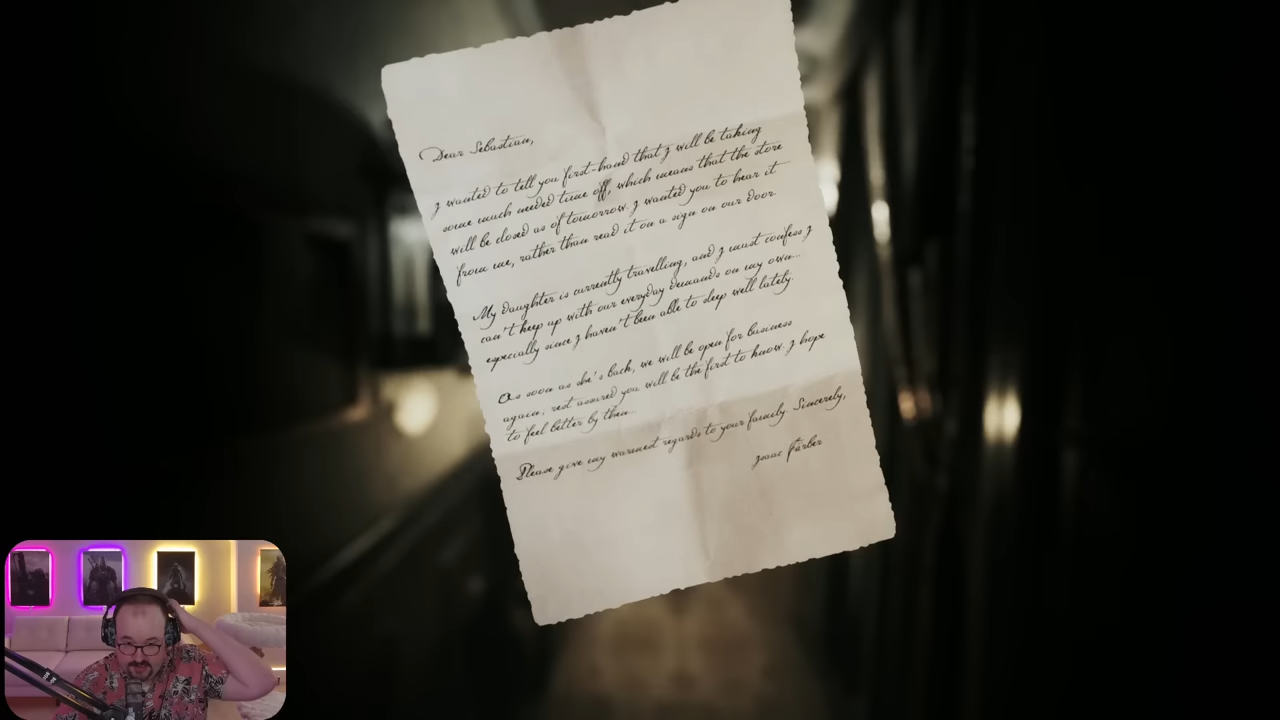 Dear Sebastian,
I wanted to tell you first-hand that I will be taking
some much needed time off, which means that the store
will be closed as of tomorrow. I wanted you to hear it
from me, rather than read it on a sign on our door.
My daughter is currently travelling, and I must confess I
can't keep up with our everyday demands on my own...
especially since I haven't been able to sleep well lately.
As soon as she's back, we will be open for business
again, rest assured you will be the first to know. I hope
to feel better by then...
Please give my warmest regards to your family. Sincerely,
Isaac Farber